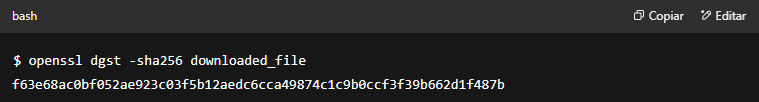 bash
Copiar
Editar
$ openssl dgst -sha256 downloaded_file
f63e68ac0bf052ae923c03f5b12aedc6cca49874c1c9b0ccf3f39b662d1f487b